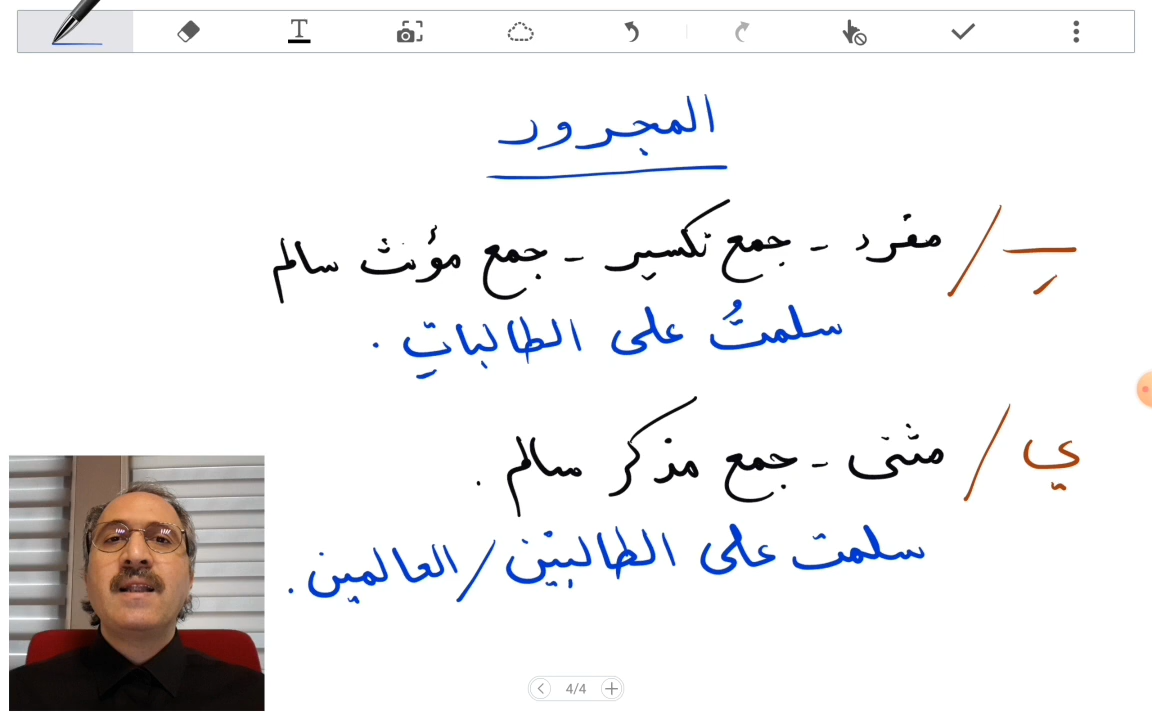 T
المجرور
ـِ / مفرد - جمع تكسير - جمع مؤنث سالم
سلمتُ على الطالباتِ .
ي / مثنى - جمع مذكر سالم .
سلمت على الطالبين / العالمين .
4/4